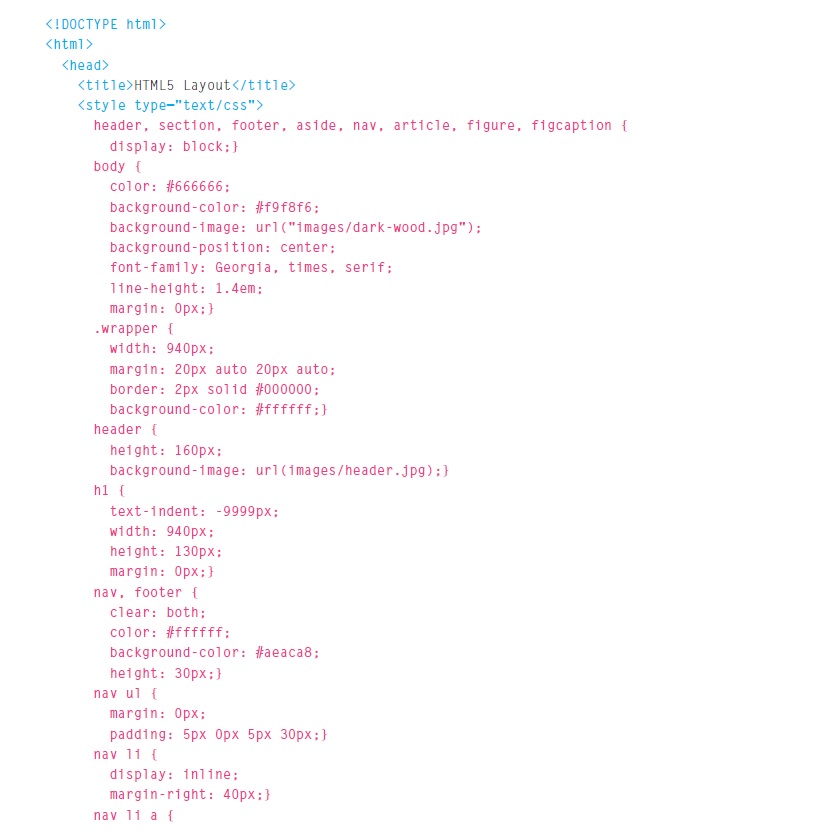 <!DOCTYPE html>
<html>
<head>
<title>HTML5 Layout</title>
<style type="text/css">
header, section, footer, aside, nav, article, figure, figcaption {
display: block;}
body {
color: #666666;
background-color: #f9f8f6;
background-image: url("images/dark-wood.jpg");
background-position: center;
font-family: Georgia, times, serif;
line-height: 1.4em;
margin: 0px;}
.wrapper {
width: 940px;
margin: 20px auto 20px auto;
border: 2px solid #000000;
background-color: #ffffff;}
header {
height: 160px;
background-image: url(images/header.jpg);}
h1 {
text-indent: -9999px;
width: 940px;
height: 130px;
margin: 0px;}
nav, footer {
clear: both;
color: #ffffff;
background-color: #aeaca8;
height: 30px;}
nav ul {
margin: 0px;
padding: 5px 0px 5px 30px;}
nav li {
display: inline;
margin-right: 40px;}
nav li a {